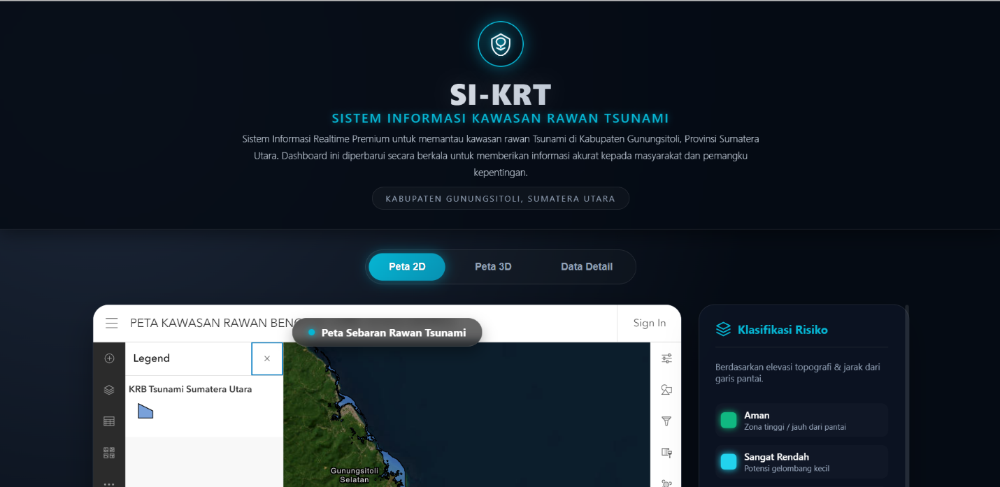 SI-KRT
SISTEM INFORMASI KAWASAN RAWAN TSUNAMI
Sistem Informasi Realtime Premium untuk memantau kawasan rawan Tsunami di Kabupaten Gunungsitoli, Provinsi Sumatera
Utara. Dashboard ini diperbarui secara berkala untuk memberikan informasi akurat kepada masyarakat dan pemangku
kepentingan.
KABUPATEN GUNUNGSITOLI, SUMATERA UTARA
Peta 2D
Peta 3D
Data Detail
PETA KAWASAN RAWAN BENC
Peta Sebaran Rawan Tsunami
Sign In
Legend
KRB Tsunami Sumatera Utara
Gunungsitoli
Selatan
Klasifikasi Risiko
Berdasarkan elevasi topografi & jarak dari
garis pantai.
Aman
Zona tinggi / jauh dari pantai
Sangat Rendah
Potensi gelombang kecil